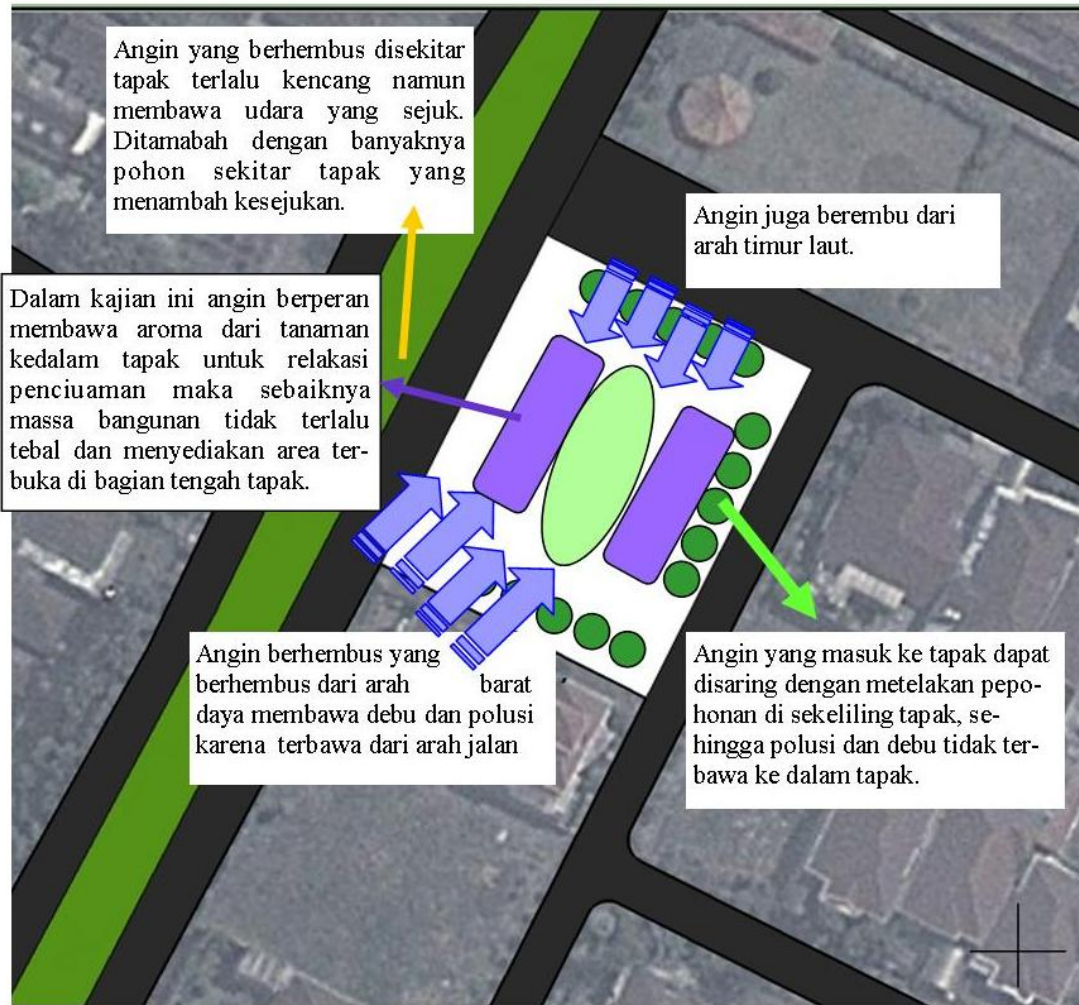 Angin yang berhembus disekitar
tapak terlalu kencang namun
membawa udara yang sejuk.
Ditamabah dengan banyaknya
pohon sekitar tapak yang
menambah kesejukan.
Angin juga berembu dari
arah timur laut.
Dalam kajian ini angin berperan
membawa aroma dari tanaman
kedalam tapak untuk relakasi
penciuaman maka sebaiknya
massa bangunan tidak terlalu
tebal dan menyediakan area ter-
buka di bagian tengah tapak.
Angin berhembus yang
berhembus dari arah barat
daya membawa debu dan polusi
karena terbawa dari arah jalan
Angin yang masuk ke tapak dapat
disaring dengan metelakan pepo-
honan di sekeliling tapak, se-
hingga polusi dan debu tidak ter-
bawa ke dalam tapak.